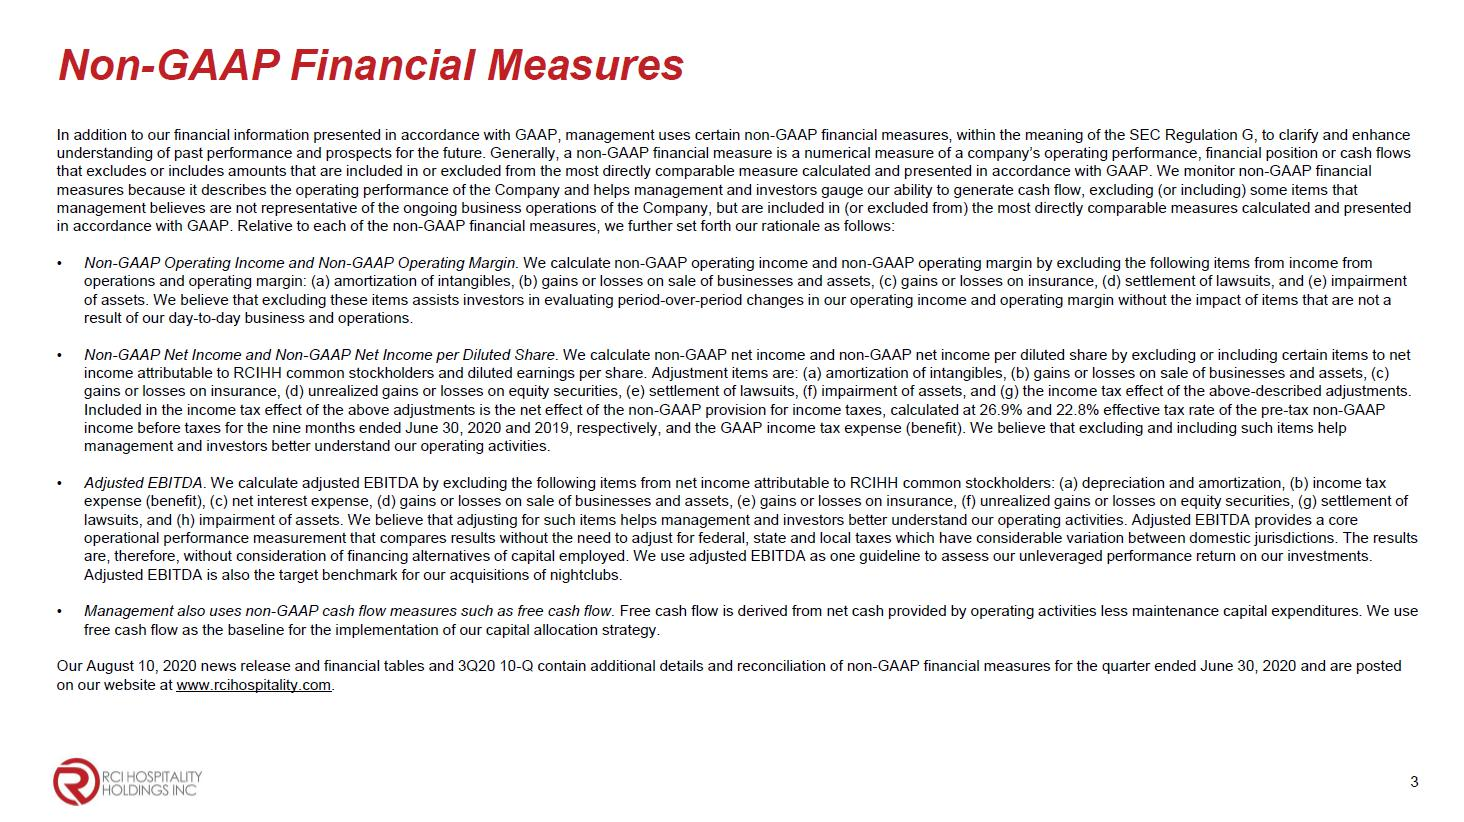 Non-GAAP Financial Measures
In addition to our financial information presented in accordance with GAAP, management uses certain non-GAAP financial measures, within the meaning of the SEC Regulation G, to clarify and enhance
understanding of past performance and prospects for the future. Generally, a non-GAAP financial measure is a numerical measure of a company’s operating performance, financial position or cash flows
that excludes or includes amounts that are included in or excluded from the most directly comparable measure calculated and presented in accordance with GAAP. We monitor non-GAAP financial
measures because it describes the operating performance of the Company and helps management and investors gauge our ability to generate cash flow, excluding (or including) some items that
management believes are not representative of the ongoing business operations of the Company, but are included in (or excluded from) the most directly comparable measures calculated and presented
in accordance with GAAP. Relative to each of the non-GAAP financial measures, we further set forth our rationale as follows:
• Non-GAAP Operating Income and Non-GAAP Operating Margin. We calculate non-GAAP operating income and non-GAAP operating margin by excluding the following items from income from
operations and operating margin: (a) amortization of intangibles, (b) gains or losses on sale of businesses and assets, (c) gains or losses on insurance, (d) settlement of lawsuits, and (e) impairment
of assets. We believe that excluding these items assists investors in evaluating period-over-period changes in our operating income and operating margin without the impact of items that are not a
result of our day-to-day business and operations.
• Non-GAAP Net Income and Non-GAAP Net Income per Diluted Share. We calculate non-GAAP net income and non-GAAP net income per diluted share by excluding or including certain items to net
income attributable to RCIHH common stockholders and diluted earnings per share. Adjustment items are: (a) amortization of intangibles, (b) gains or losses on sale of businesses and assets, (c)
gains or losses on insurance, (d) unrealized gains or losses on equity securities, (e) settlement of lawsuits, (f) impairment of assets, and (g) the income tax effect of the above-described adjustments.
Included in the income tax effect of the above adjustments is the net effect of the non-GAAP provision for income taxes, calculated at 26.9% and 22.8% effective tax rate of the pre-tax non-GAAP
income before taxes for the nine months ended June 30, 2020 and 2019, respectively, and the GAAP income tax expense (benefit). We believe that excluding and including such items help
management and investors better understand our operating activities.
• Adjusted EBITDA. We calculate adjusted EBITDA by excluding the following items from net income attributable to RCIHH common stockholders: (a) depreciation and amortization, (b) income tax
expense (benefit), (c) net interest expense, (d) gains or losses on sale of businesses and assets, (e) gains or losses on insurance, (f) unrealized gains or losses on equity securities, (g) settlement of
lawsuits, and (h) impairment of assets. We believe that adjusting for such items helps management and investors better understand our operating activities. Adjusted EBITDA provides a core
operational performance measurement that compares results without the need to adjust for federal, state and local taxes which have considerable variation between domestic jurisdictions. The results
are, therefore, without consideration of financing alternatives of capital employed. We use adjusted EBITDA as one guideline to assess our unleveraged performance return on our investments.
Adjusted EBITDA is also the target benchmark for our acquisitions of nightclubs.
• Management also uses non-GAAP cash flow measures such as free cash flow. Free cash flow is derived from net cash provided by operating activities less maintenance capital expenditures. We use
free cash flow as the baseline for the implementation of our capital allocation strategy.
Our August 10, 2020 news release and financial tables and 3Q20 10-Q contain additional details and reconciliation of non-GAAP financial measures for the quarter ended June 30, 2020 and are posted
on our website at www.rcihospitality.com.
RCI HOSPITALITY
HOLDINGS INC
3